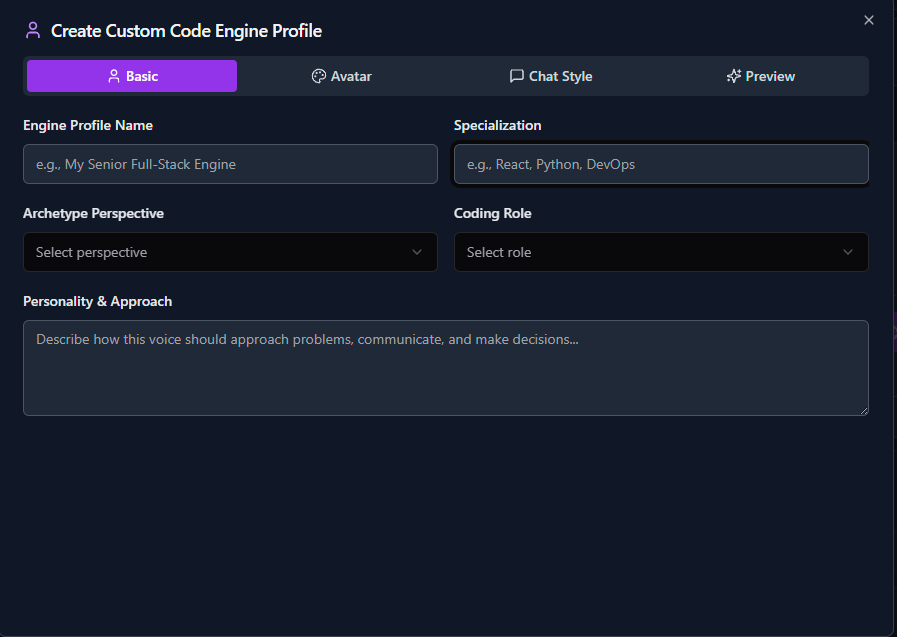 Create Custom Code Engine Profile
Basic
Avatar
Chat Style
Preview
Engine Profile Name
Specialization
e.g., My Senior Full-Stack Engine
e.g., React, Python, DevOps
Archetype Perspective
Coding Role
Select perspective
Select role
Personality & Approach
Describe how this voice should approach problems, communicate, and make decisions...